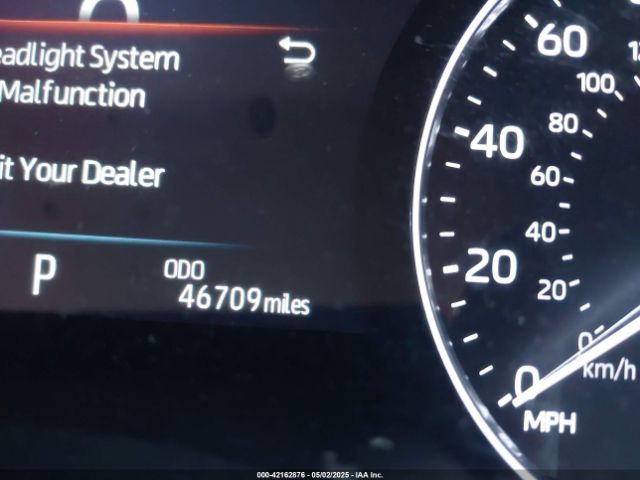 eadlight System
Malfunction
it Your Dealer
P
ODO
46709 miles
60
100
80
40
60
40
20
20
0
0
km/h
MPH
000-42162876 - 05/02/2025 - IAA Inc.